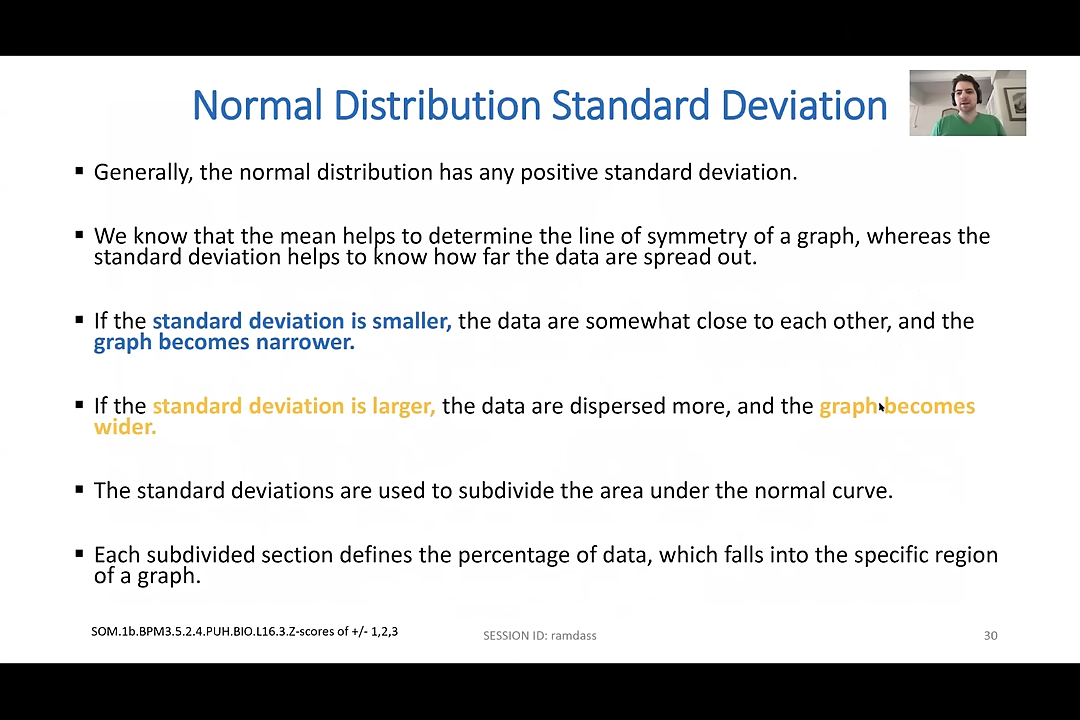 Normal Distribution Standard Deviation
▪ Generally, the normal distribution has any positive standard deviation.
▪ We know that the mean helps to determine the line of symmetry of a graph, whereas the
standard deviation helps to know how far the data are spread out.
▪ If the standard deviation is smaller, the data are somewhat close to each other, and the
graph becomes narrower.
▪ If the standard deviation is larger, the data are dispersed more, and the graph becomes
wider.
▪ The standard deviations are used to subdivide the area under the normal curve.
▪ Each subdivided section defines the percentage of data, which falls into the specific region
of a graph.
SOM.1b.BPM3.5.2.4.PUH.BIO.L16.3.Z-scores of +/- 1,2,3
SESSION ID: ramdass
30